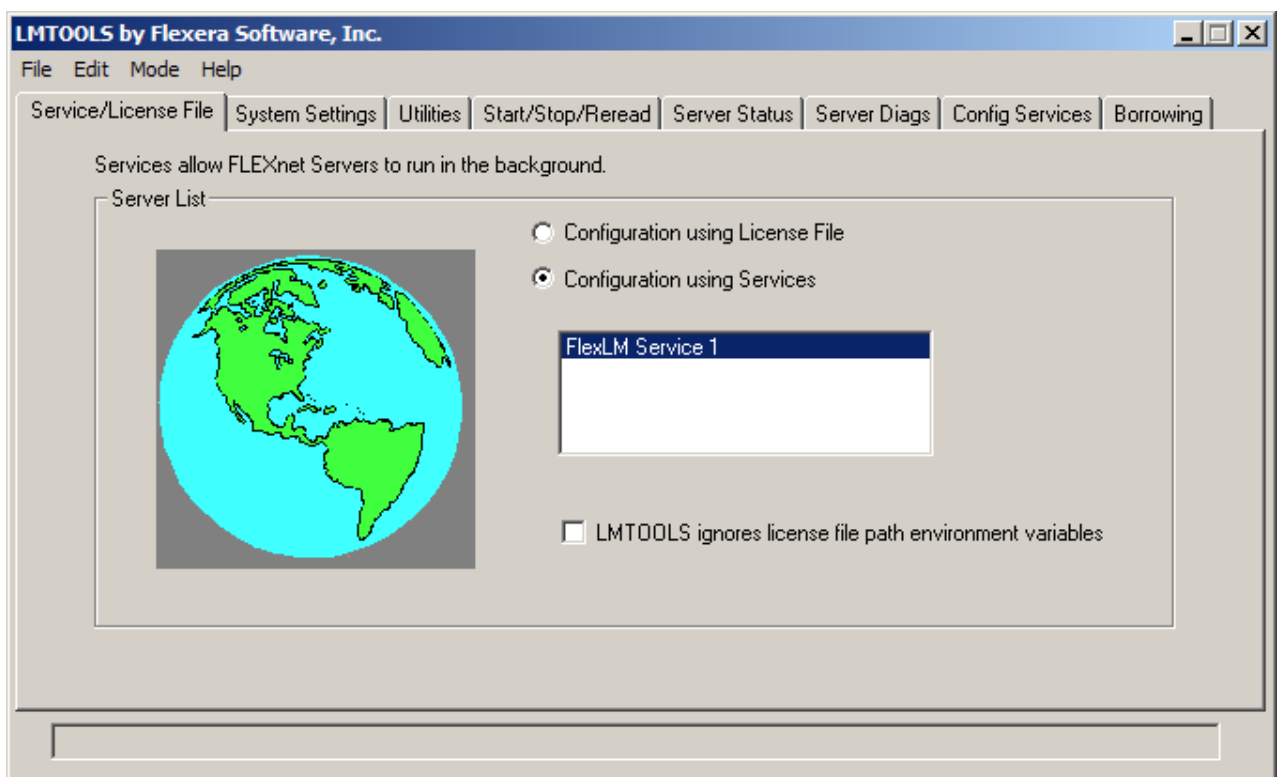 LMTOOLS by Flexera Software, Inc.
File Edit Mode Help
Service/License File System Settings Utilities Start/Stop/Reread Server Status Server Diags Config Services Borrowing
Services allow FLEXnet Servers to run in the background.
Server List
Configuration using License File
Configuration using Services
FlexLM Service 1
LMTOOLS ignores license file path environment variables